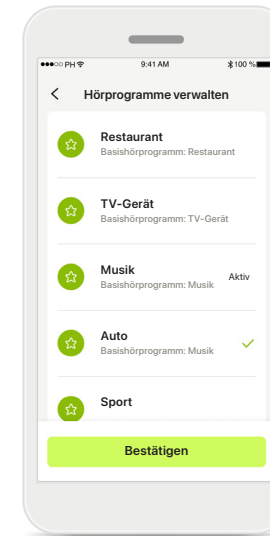 PH 9:41 AM 100 %
Hörprogramme verwalten
Restaurant
Basishörprogramm: Restaurant
TV-Gerät
Basishörprogramm: TV-Gerät
Musik
Basishörprogramm: Musik
Aktiv
Auto
Basishörprogramm: Musik
Sport
Bestätigen